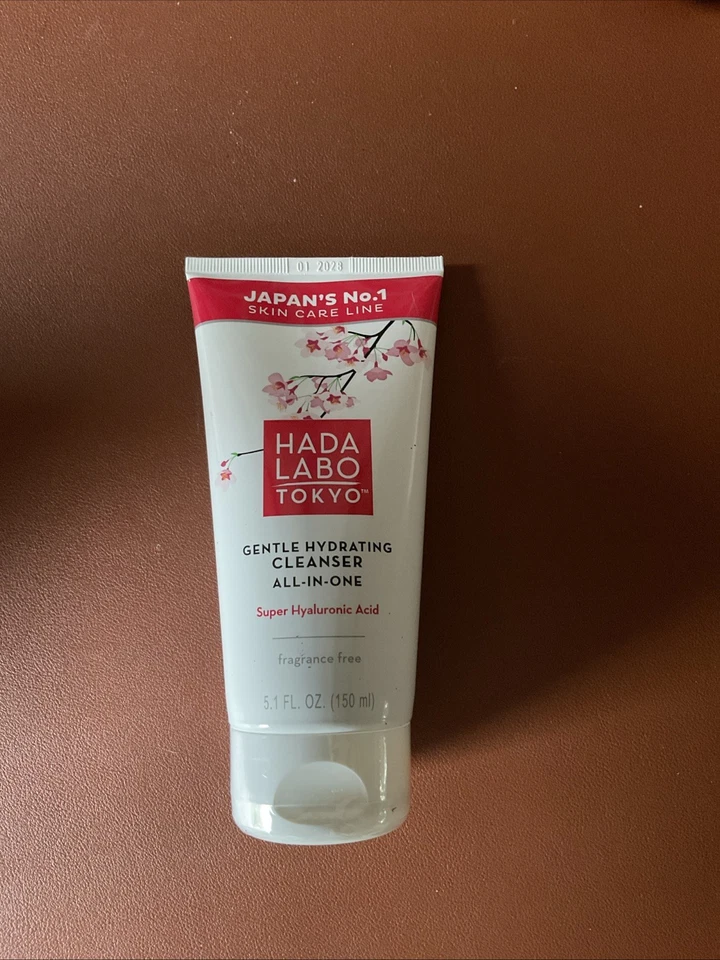 01 2028
JAPAN'S No.1
SKIN CARE LINE
HADA
LABO
TOKYO™
GENTLE HYDRATING
CLEANSER
ALL-IN-ONE
Super Hyaluronic Acid
fragrance free
5.1 FL. OZ. (150 ml)